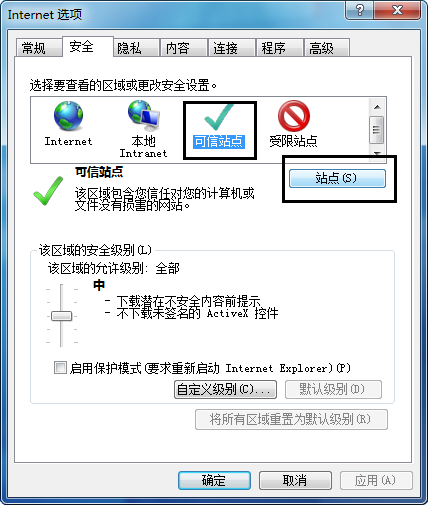 Internet 选项
常规 安全 隐私 内容 连接 程序 高级
选择要查看的区域或更改安全设置。
Internet 本地 Intranet 可信站点 受限站点
可信站点
站点(S)
该区域包含您信任对您的计算机或
文件没有损害的网站。
该区域的安全级别(L)
该区域的允许级别: 全部
中
- 下载潜在不安全内容前提示
- 不下载未签名的 ActiveX 控件
启用保护模式(要求重新启动 Internet Explorer)(P)
自定义级别(C)... 默认级别(D)
将所有区域重置为默认级别(R)
确定 取消 应用(A)